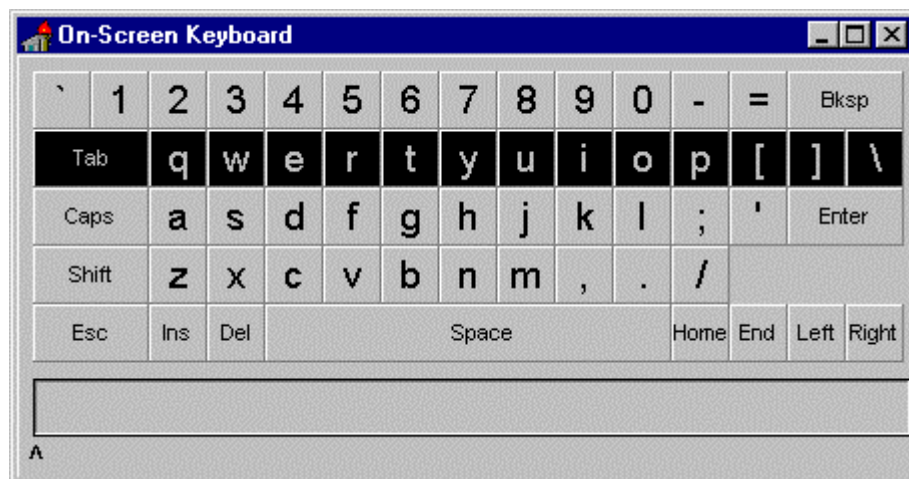 On-Screen Keyboard
` 1 2 3 4 5 6 7 8 9 0 - = Bksp
Tab q w e r t y u i o p [ ] \
Caps a s d f g h j k l ; ' Enter
Shift z x c v b n m , . /
Esc Ins Del Space Home End Left Right
^